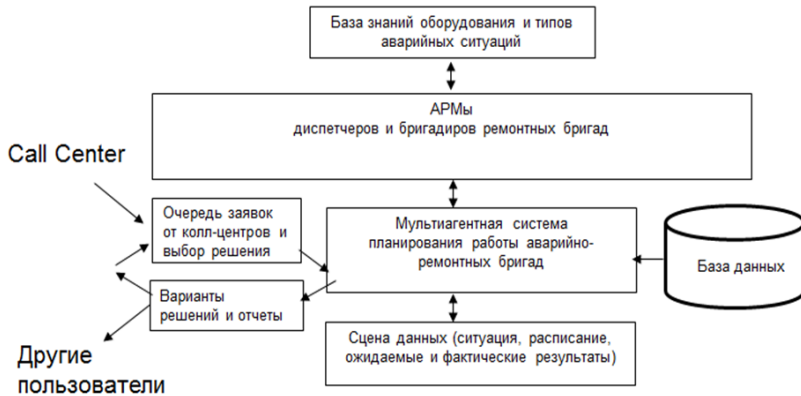 База знаний оборудования и типов
аварийных ситуаций
АРМы
диспетчеров и бригадиров ремонтных бригад
Call Center
Очередь заявок
от колл-центров и
выбор решения
Мультиагентная система
планирования работы аварийно-
ремонтных бригад
База данных
Варианты
решений и отчеты
Сцена данных (ситуация, расписание,
ожидаемые и фактические результаты)
Другие
пользователи